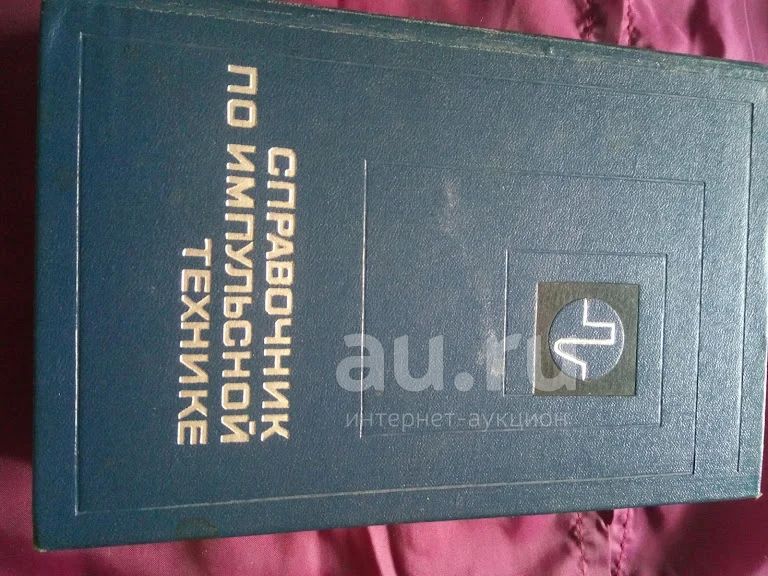 СПРАВОЧНИК
ПО ИМПУЛЬСНОЙ
ТЕХНИКЕ
au.ru
интернет-аукцион